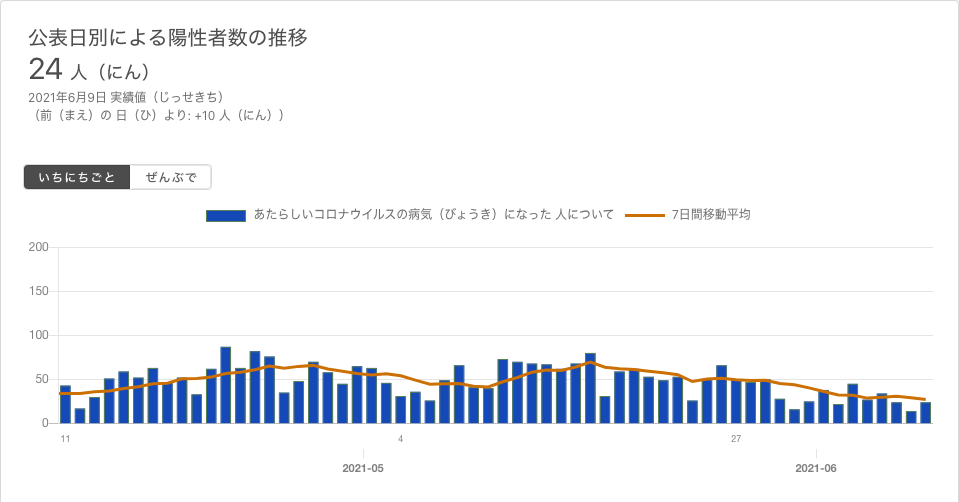 公表日別による陽性者数の推移
24 人（にん）
2021年6月9日 実績値（じっせきち）
（前（まえ）の 日（ひ）より: +10 人（にん））
いちにちごと ぜんぶで
あたらしいコロナウイルスの病気（びょうき）になった 人について 7日間移動平均
200
150
100
50
0
11 4 27
2021-05 2021-06